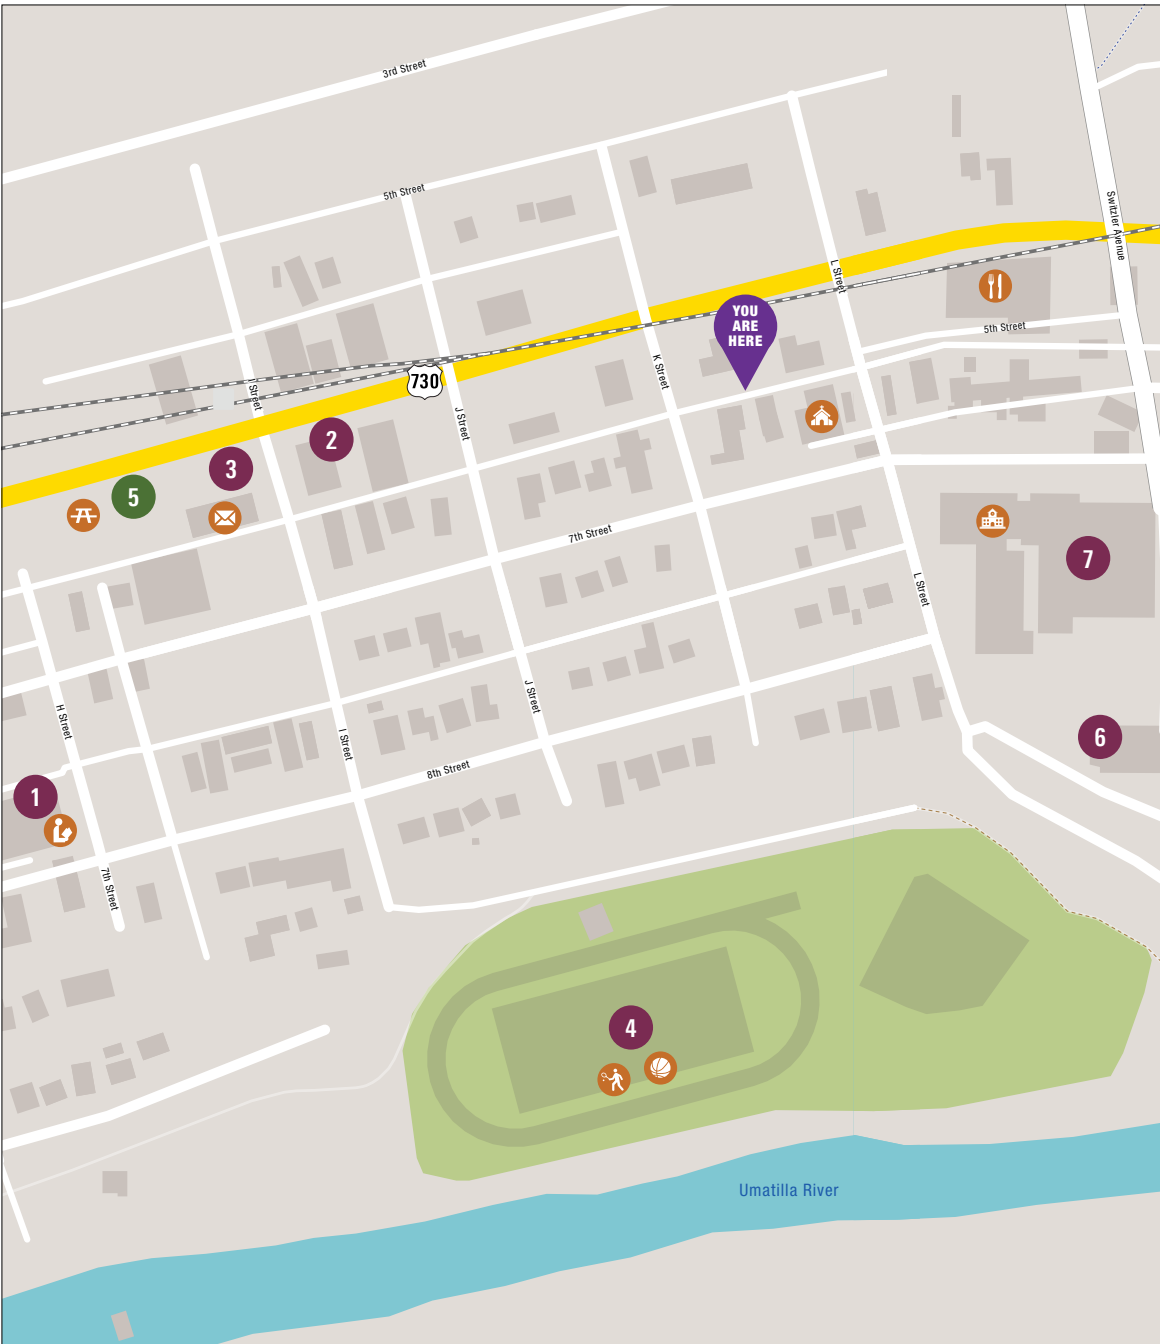 3rd Street
5th Street
Switzler Avenue
L Street
YOU
ARE
HERE
5th Street
K Street
730
I Street
J Street
2
3
5
7th Street
7
L Street
H Street
J Street
I Street
6
8th Street
1
7th Street
4
Umatilla River